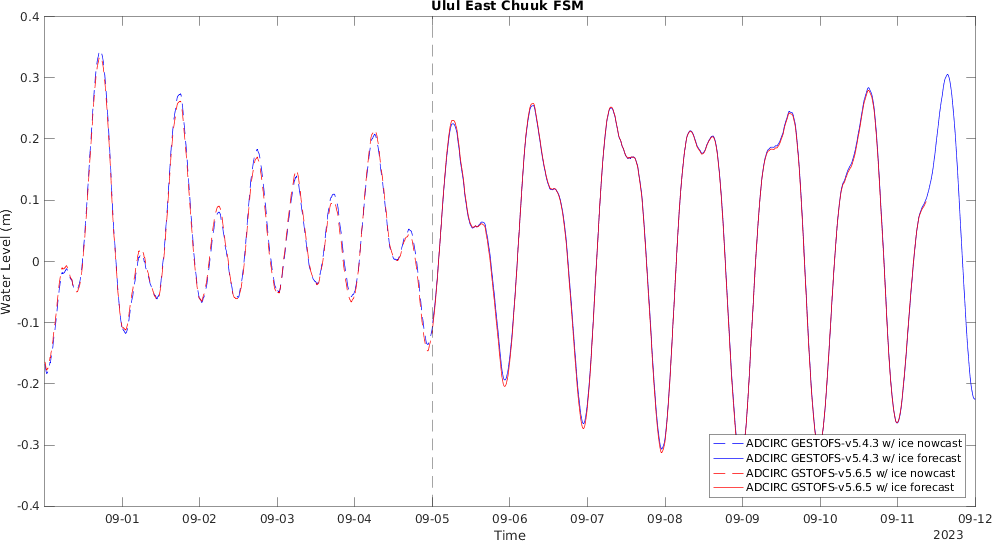 Ulul East Chuuk FSM
0.4
0.3
0.2
0.1
0
-0.1
-0.2
-0.3
-0.4
Water Level (m)
ADCIRC GESTOFS-v5.4.3 w/ ice nowcast
ADCIRC GESTOFS-v5.4.3 w/ ice forecast
ADCIRC GSTOFS-v5.6.5 w/ ice nowcast
ADCIRC GSTOFS-v5.6.5 w/ ice forecast
09-01 09-02 09-03 09-04 09-05 09-06 09-07 09-08 09-09 09-10 09-11 09-12
Time
2023